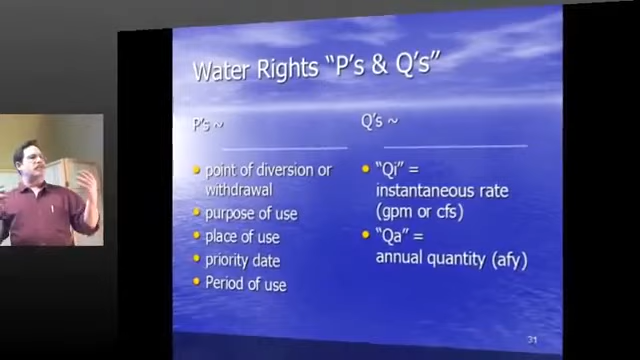 Water Rights "P's & Q's"
P's ~
point of diversion or
withdrawal
purpose of use
place of use
priority date
Period of use
Q's ~
"Qi" =
instantaneous rate
(gpm or cfs)
"Qa" =
annual quantity (afy)
31